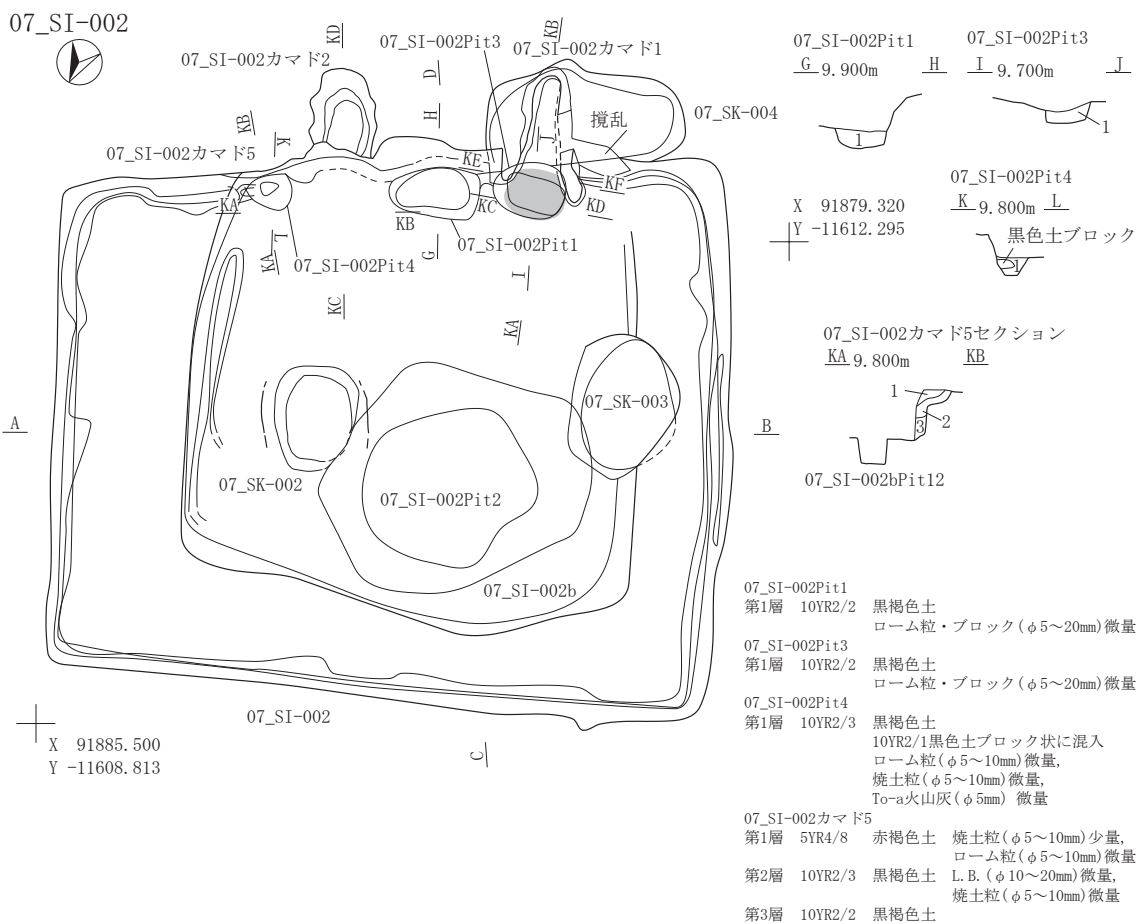 07_SI-002
KD
07_SI-002Pit3
KB
07_SI-002カマド1
07_SI-002カマド2
D
H
07_SK-004
撹乱
KB
K
J
07_SI-002カマド5
KE
KF
KA
KB
KC
KD
07_SI-002Pit1
G
L
KA
07_SI-002Pit4
I
KC
KA
A
07_SK-003
B
07_SK-002
07_SI-002Pit2
07_SI-002b
07_SI-002
X 91885.500
Y -11608.813
C
07_SI-002Pit1
G 9.900m H
1
07_SI-002Pit3
I 9.700m J
1
X 91879.320
Y -11612.295
07_SI-002Pit4
K 9.800m L
黒色土ブロック
1
07_SI-002カマド5セクション
KA 9.800m KB
1
2
3
07_SI-002bPit12
07_SI-002Pit1
第1層 10YR2/2 黒褐色土
ローム粒・ブロック(φ5～20mm)微量
07_SI-002Pit3
第1層 10YR2/2 黒褐色土
ローム粒・ブロック(φ5～20mm)微量
07_SI-002Pit4
第1層 10YR2/3 黒褐色土
10YR2/1黒色土ブロック状に混入
ローム粒(φ5～10mm)微量,
焼土粒(φ5～10mm)微量,
To-a火山灰(φ5mm) 微量
07_SI-002カマド5
第1層 5YR4/8 赤褐色土 焼土粒(φ5～10mm)少量,
ローム粒(φ5～10mm)微量
第2層 10YR2/3 黒褐色土 L.B.(φ10～20mm)微量,
焼土粒(φ5～10mm)微量
第3層 10YR2/2 黒褐色土